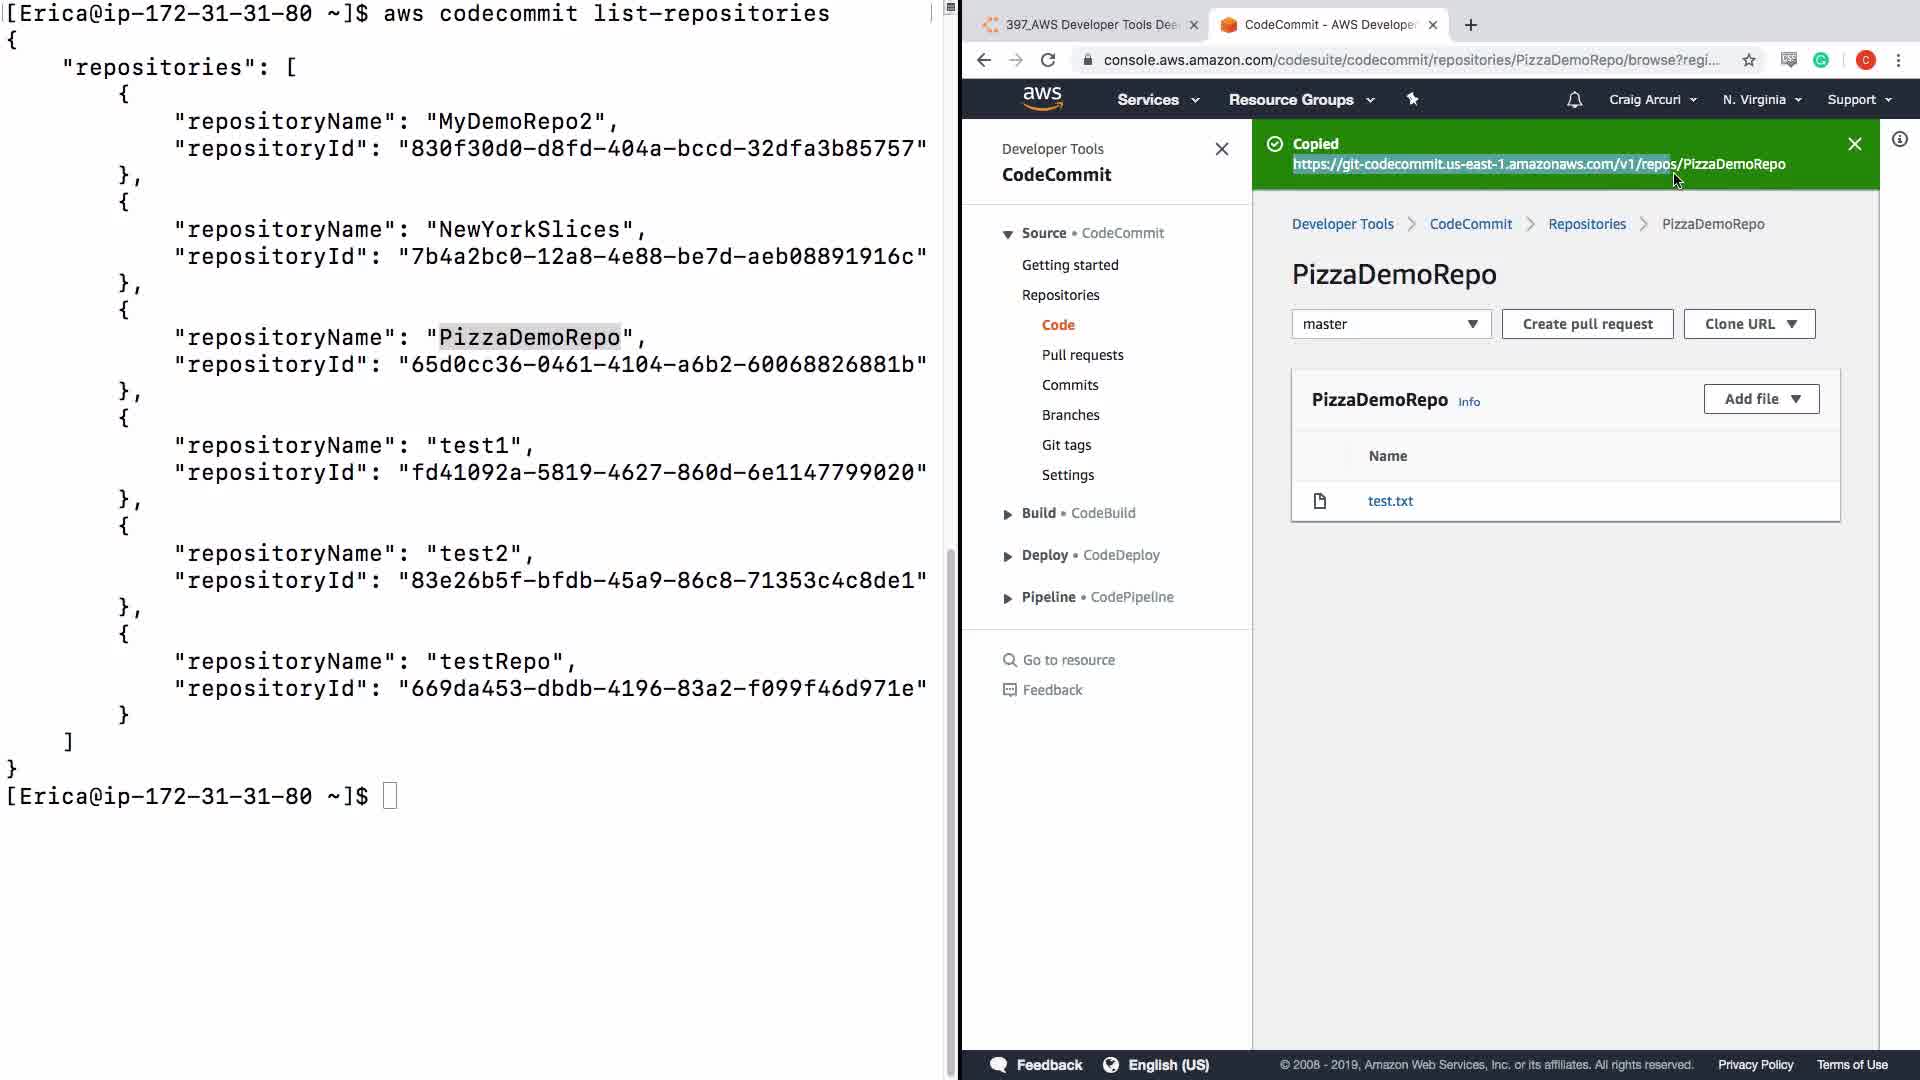 [Erica@ip-172-31-31-80 ~]$ aws codecommit list-repositories
{
    "repositories": [
        {
            "repositoryName": "MyDemoRepo2",
            "repositoryId": "830f30d0-d8fd-404a-bccd-32dfa3b85757"
        },
        {
            "repositoryName": "NewYorkSlices",
            "repositoryId": "7b4a2bc0-12a8-4e88-be7d-aeb08891916c"
        },
        {
            "repositoryName": "PizzaDemoRepo",
            "repositoryId": "65d0cc36-0461-4104-a6b2-60068826881b"
        },
        {
            "repositoryName": "test1",
            "repositoryId": "fd41092a-5819-4627-860d-6e1147799020"
        },
        {
            "repositoryName": "test2",
            "repositoryId": "83e26b5f-bfdb-45a9-86c8-71353c4c8de1"
        },
        {
            "repositoryName": "testRepo",
            "repositoryId": "669da453-dbdb-4196-83a2-f099f46d971e"
        }
    ]
}
[Erica@ip-172-31-31-80 ~]$
397_AWS Developer Tools Dee
CodeCommit - AWS Developer
console.aws.amazon.com/codesuite/codecommit/repositories/PizzaDemoRepo/browse?regi...
C
aws
Services
Resource Groups
Craig Arcuri
N. Virginia
Support
Developer Tools
CodeCommit
Source • CodeCommit
Getting started
Repositories
Code
Pull requests
Commits
Branches
Git tags
Settings
Build • CodeBuild
Deploy • CodeDeploy
Pipeline • CodePipeline
Go to resource
Feedback
Copied
https://git-codecommit.us-east-1.amazonaws.com/v1/repos/PizzaDemoRepo
Developer Tools > CodeCommit > Repositories > PizzaDemoRepo
PizzaDemoRepo
master
Create pull request
Clone URL
PizzaDemoRepo Info
Add file
Name
test.txt
Feedback
English (US)
© 2008 - 2019, Amazon Web Services, Inc. or its affiliates. All rights reserved.
Privacy Policy
Terms of Use